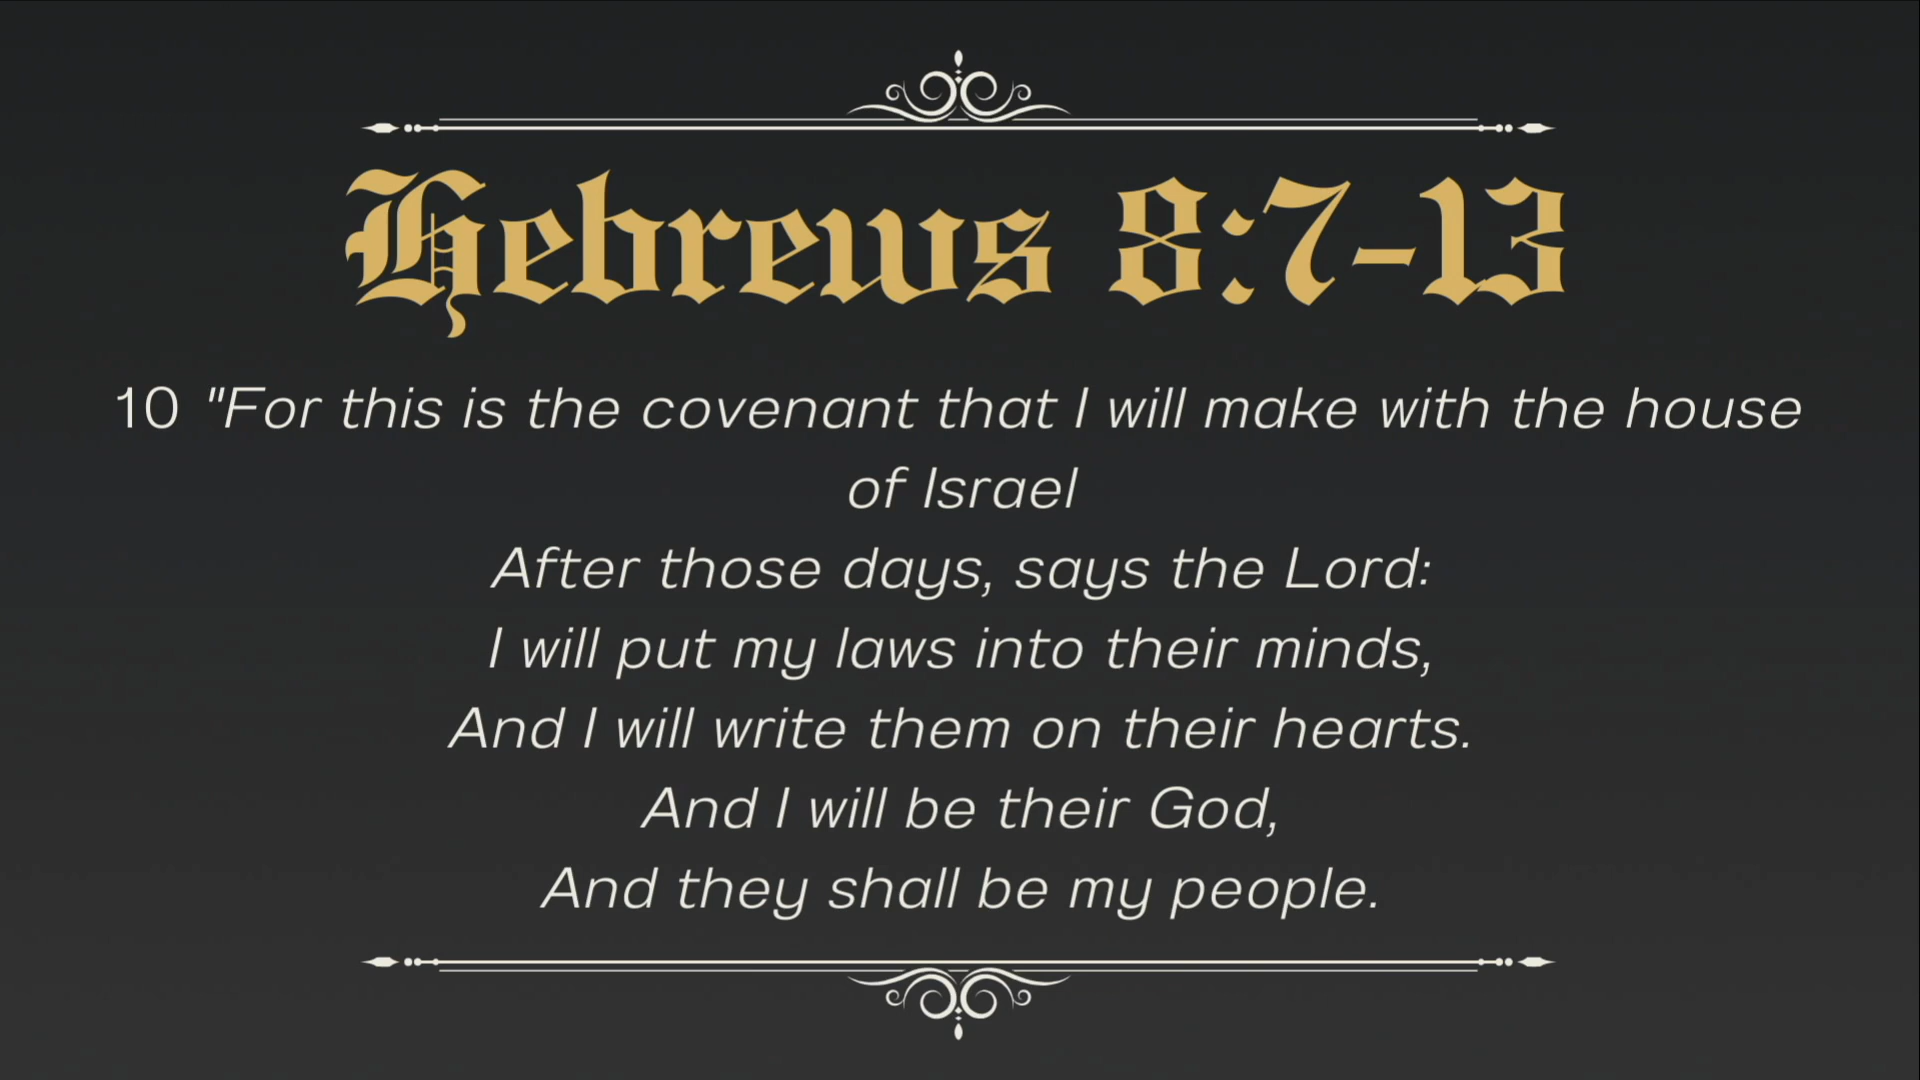 Hebrews 8:7-13
10 "For this is the covenant that I will make with the house
of Israel
After those days, says the Lord:
I will put my laws into their minds,
And I will write them on their hearts.
And I will be their God,
And they shall be my people.